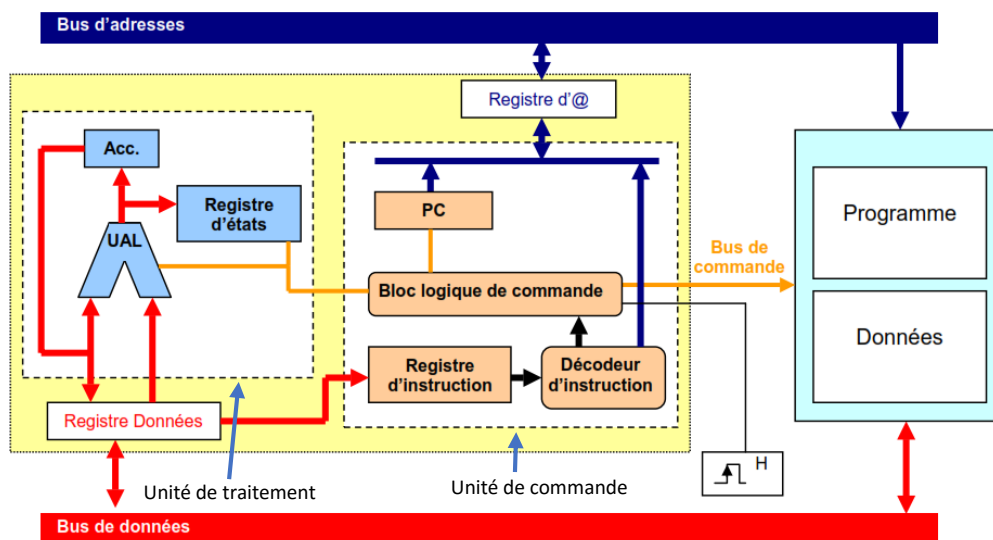 Bus d'adresses
Registre d'@
Acc.
Registre
d'états
UAL
PC
Bus de
commande
Bloc logique de commande
Programme
Données
Registre
d'instruction
Décodeur
d'instruction
Registre Données
H
Unité de traitement
Unité de commande
Bus de données